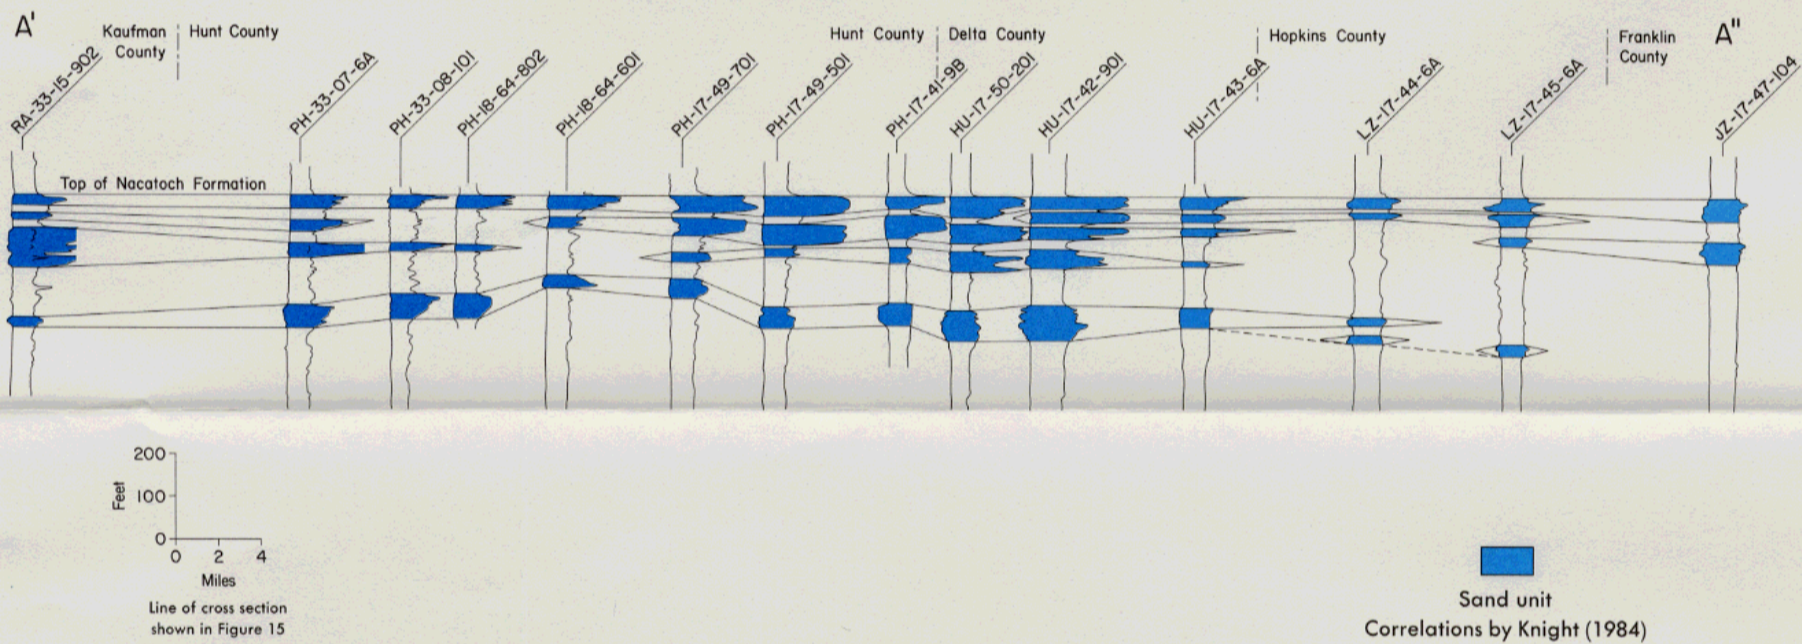 A'
Kaufman County
Hunt County
Hunt County
Delta County
Hopkins County
Franklin County
A"
RA-33-15-902
PH-33-07-6A
PH-33-08-101
PH-18-64-802
PH-18-64-601
PH-17-49-701
PH-17-49-501
PH-17-41-9B
HU-17-50-201
HU-17-42-901
HU-17-43-6A
LZ-17-44-6A
LZ-17-45-6A
JZ-17-47-104
Top of Nacatoch Formation
200
100
0
Feet
0 2 4
Miles
Line of cross section
shown in Figure 15
Sand unit
Correlations by Knight (1984)